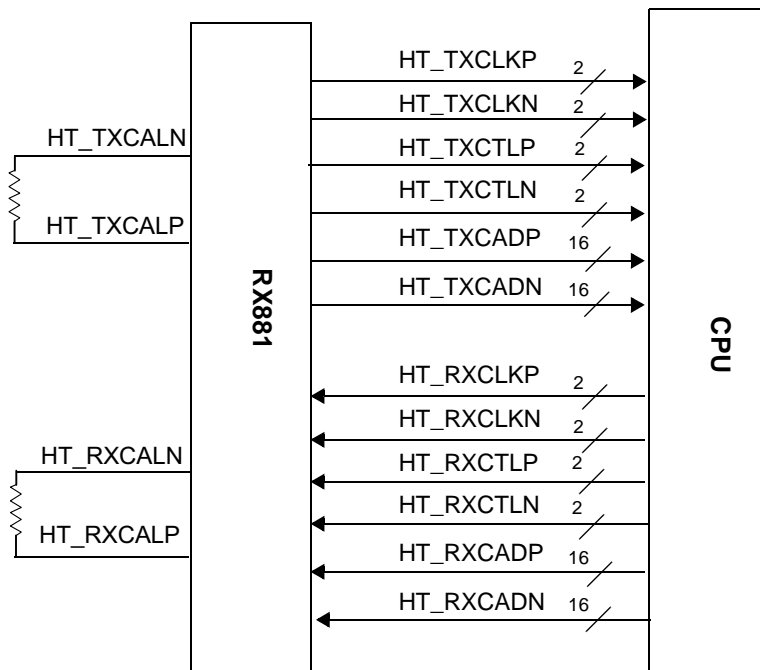 HT_TXCALN
HT_TXCALP
HT_RXCALN
HT_RXCALP
RX881
HT_TXCLKP 2
HT_TXCLKN 2
HT_TXCTLP 2
HT_TXCTLN 2
HT_TXCADP 16
HT_TXCADN 16
HT_RXCLKP 2
HT_RXCLKN 2
HT_RXCTLP 2
HT_RXCTLN 2
HT_RXCADP 16
HT_RXCADN 16
CPU